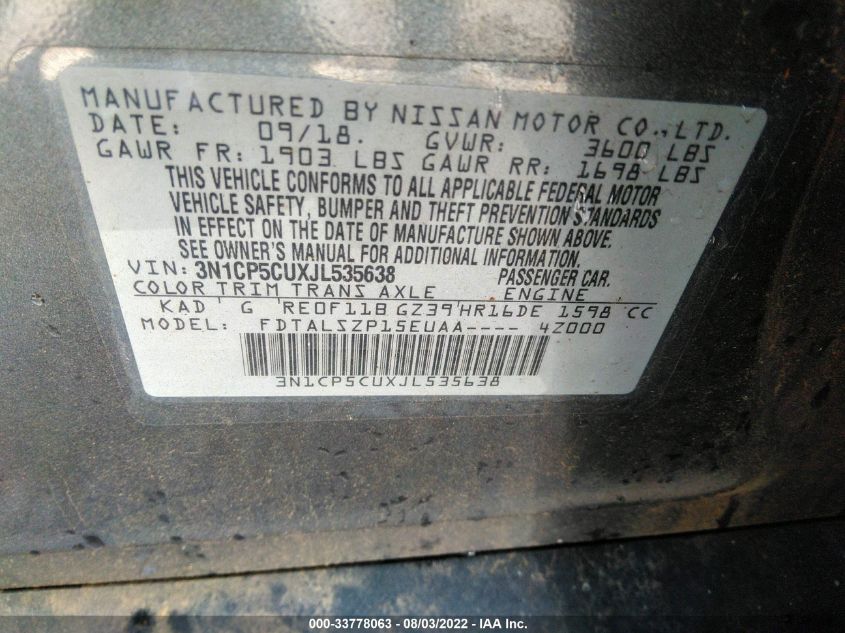 MANUFACTURED BY NISSAN MOTOR CO.,LTD.
DATE: 09/18. GVWR: 3600 LBS
GAWR FR: 1903 LBS GAWR RR: 1698 LBS
THIS VEHICLE CONFORMS TO ALL APPLICABLE FEDERAL MOTOR
VEHICLE SAFETY, BUMPER AND THEFT PREVENTION STANDARDS
IN EFFECT ON THE DATE OF MANUFACTURE SHOWN ABOVE.
SEE OWNER'S MANUAL FOR ADDITIONAL INFORMATION.
VIN: 3N1CP5CUXJL535638 PASSENGER CAR.
COLOR TRIM TRANS AXLE ENGINE
KAD G RE0F11B GZ39 HR16DE 1598 CC
MODEL: FDTALSZP15EUAA---- 4Z000
3N1CP5CUXJL535638
000-33778063 - 08/03/2022 - IAA Inc.